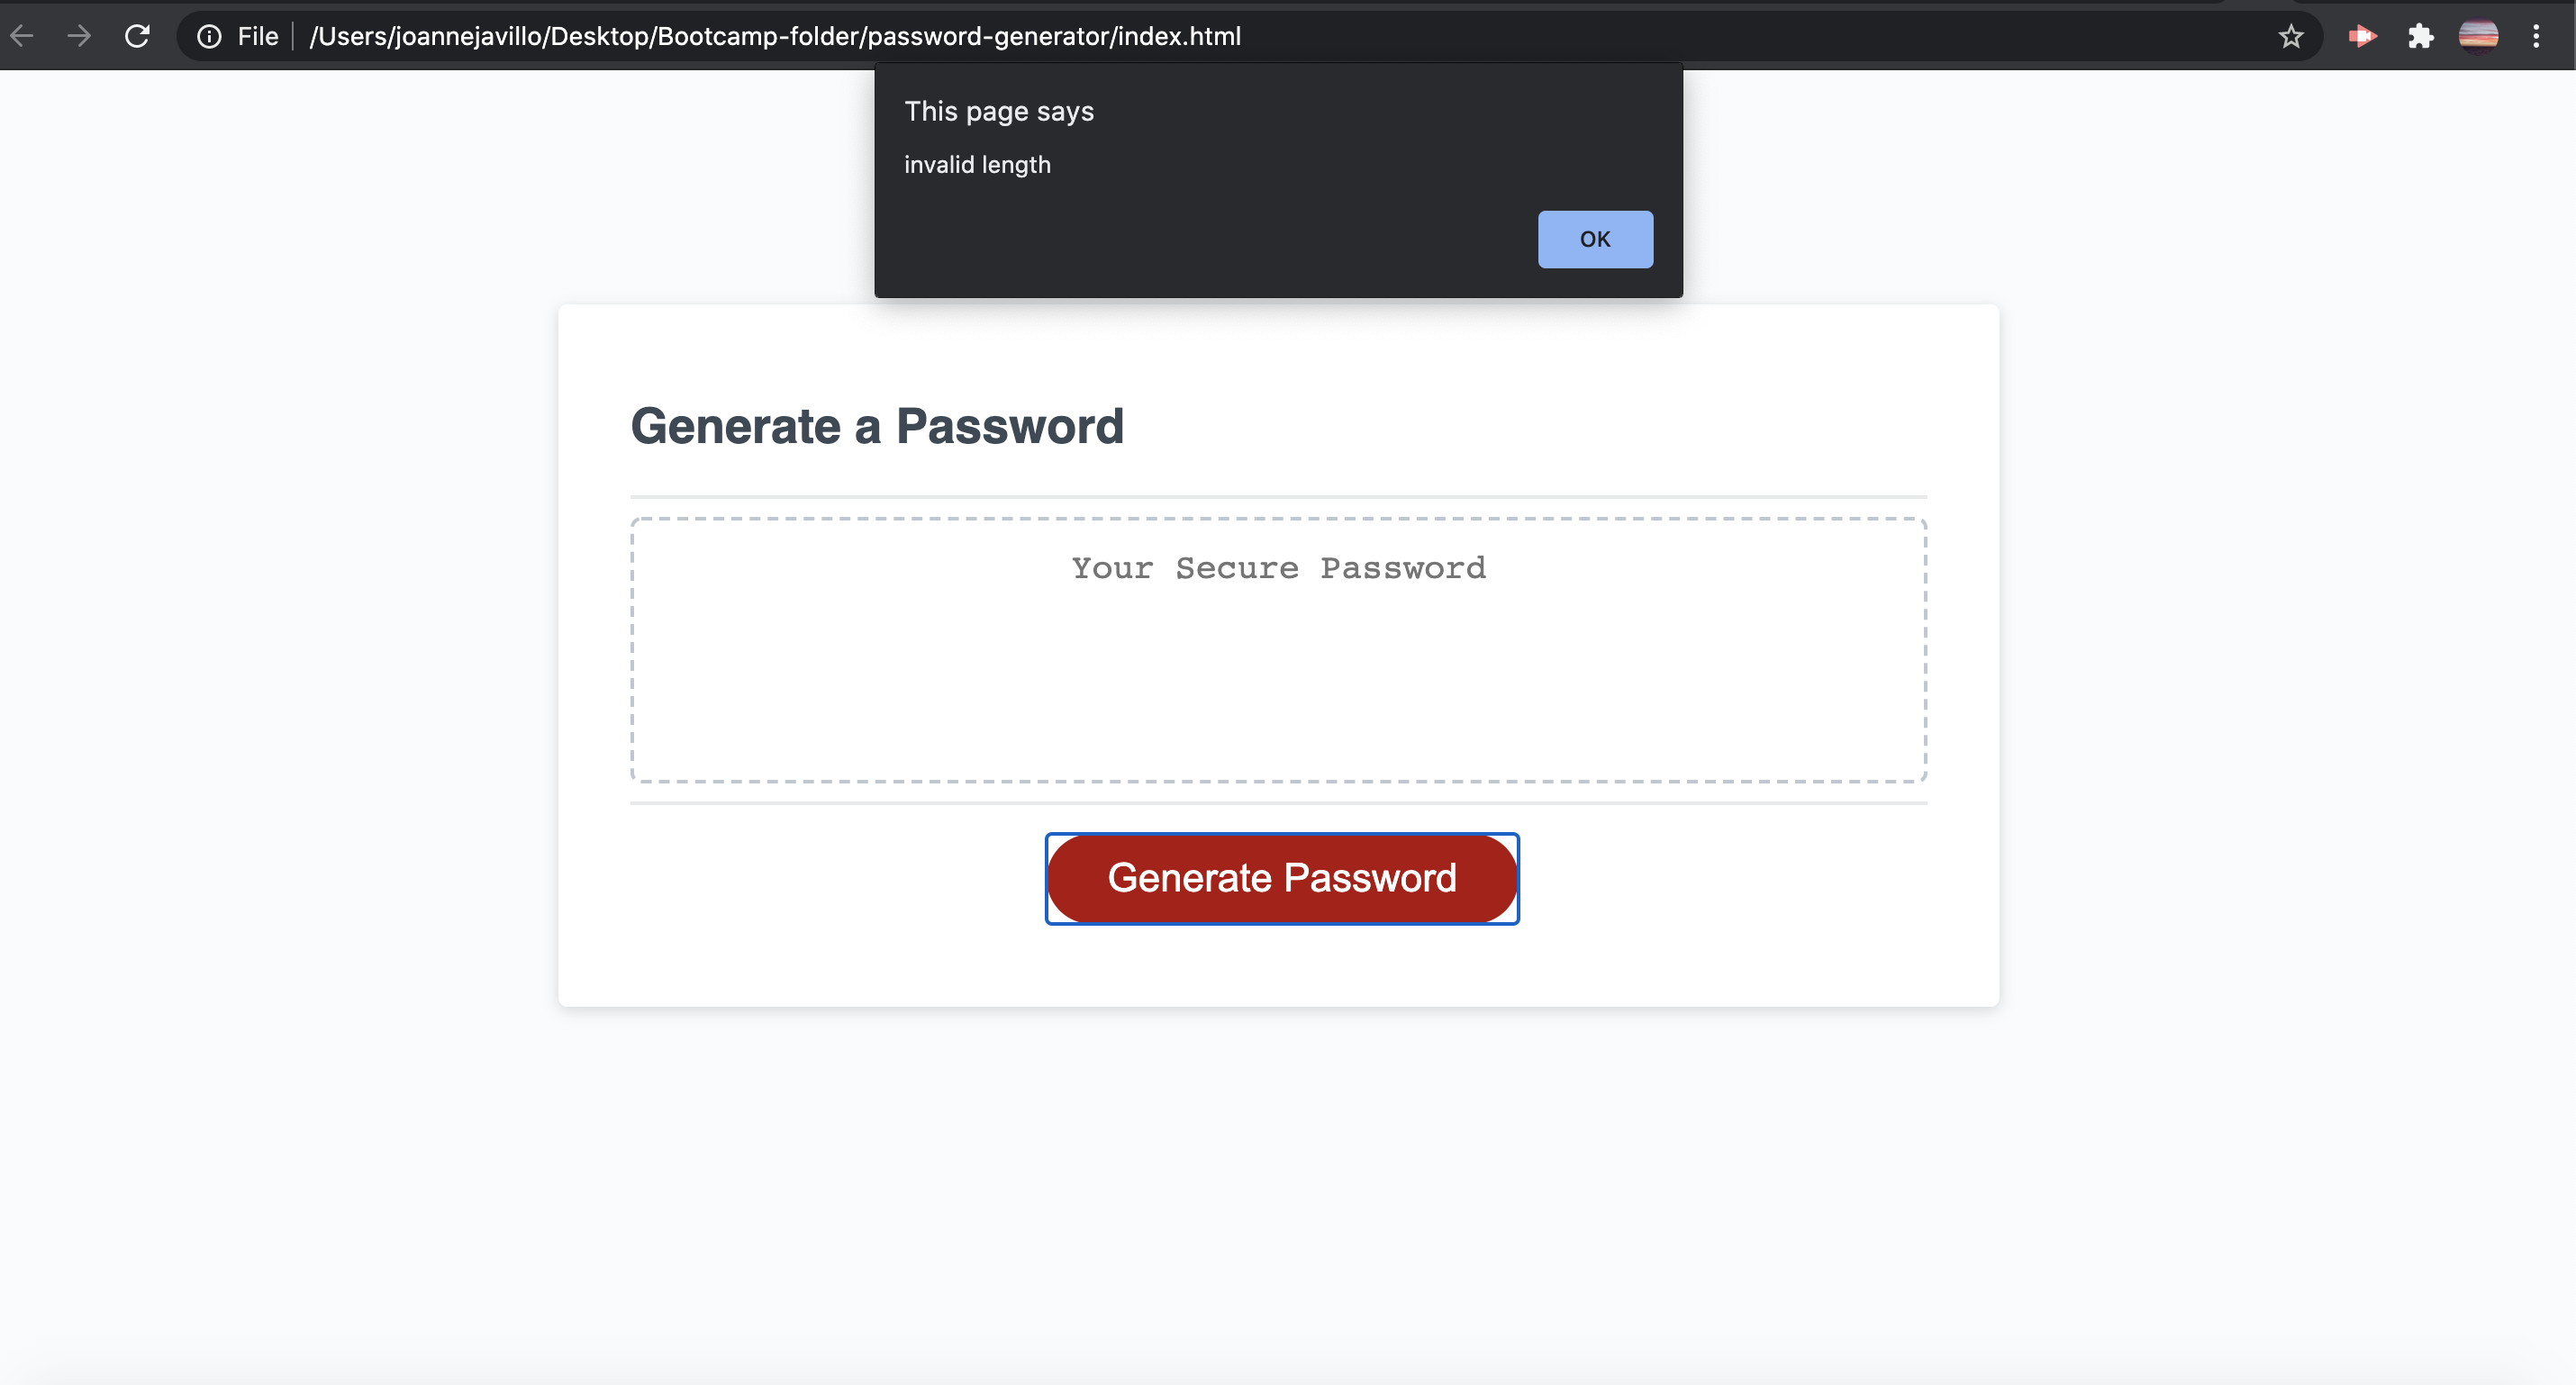 File /Users/joannejavillo/Desktop/Bootcamp-folder/password-generator/index.html
This page says
invalid length
OK
Generate a Password
Your Secure Password
Generate Password